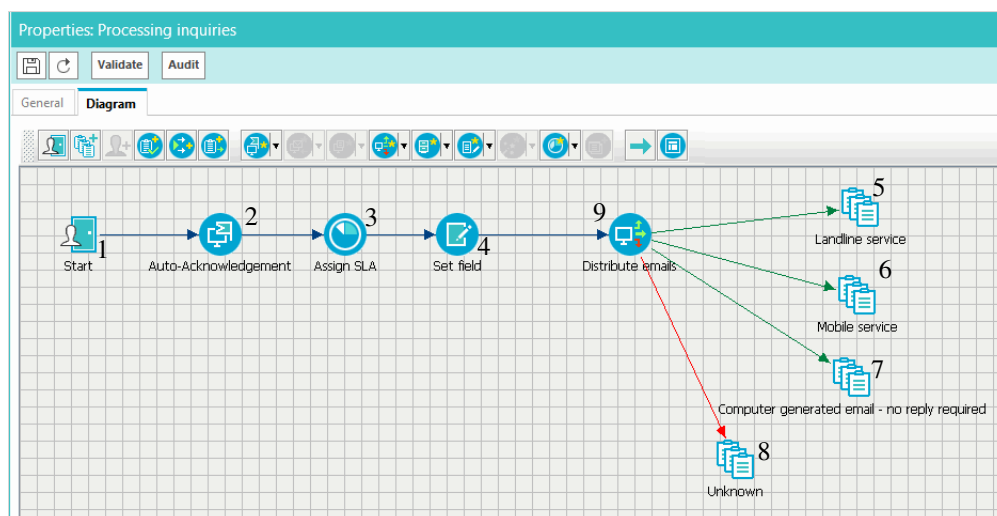 Properties: Processing inquiries
Validate Audit
General Diagram
1 2 3 4 9 5
Start Auto-Acknowledgement Assign SLA Set field Distribute emails Landline service
6
Mobile service
7
Computer generated email - no reply required
8
Unknown